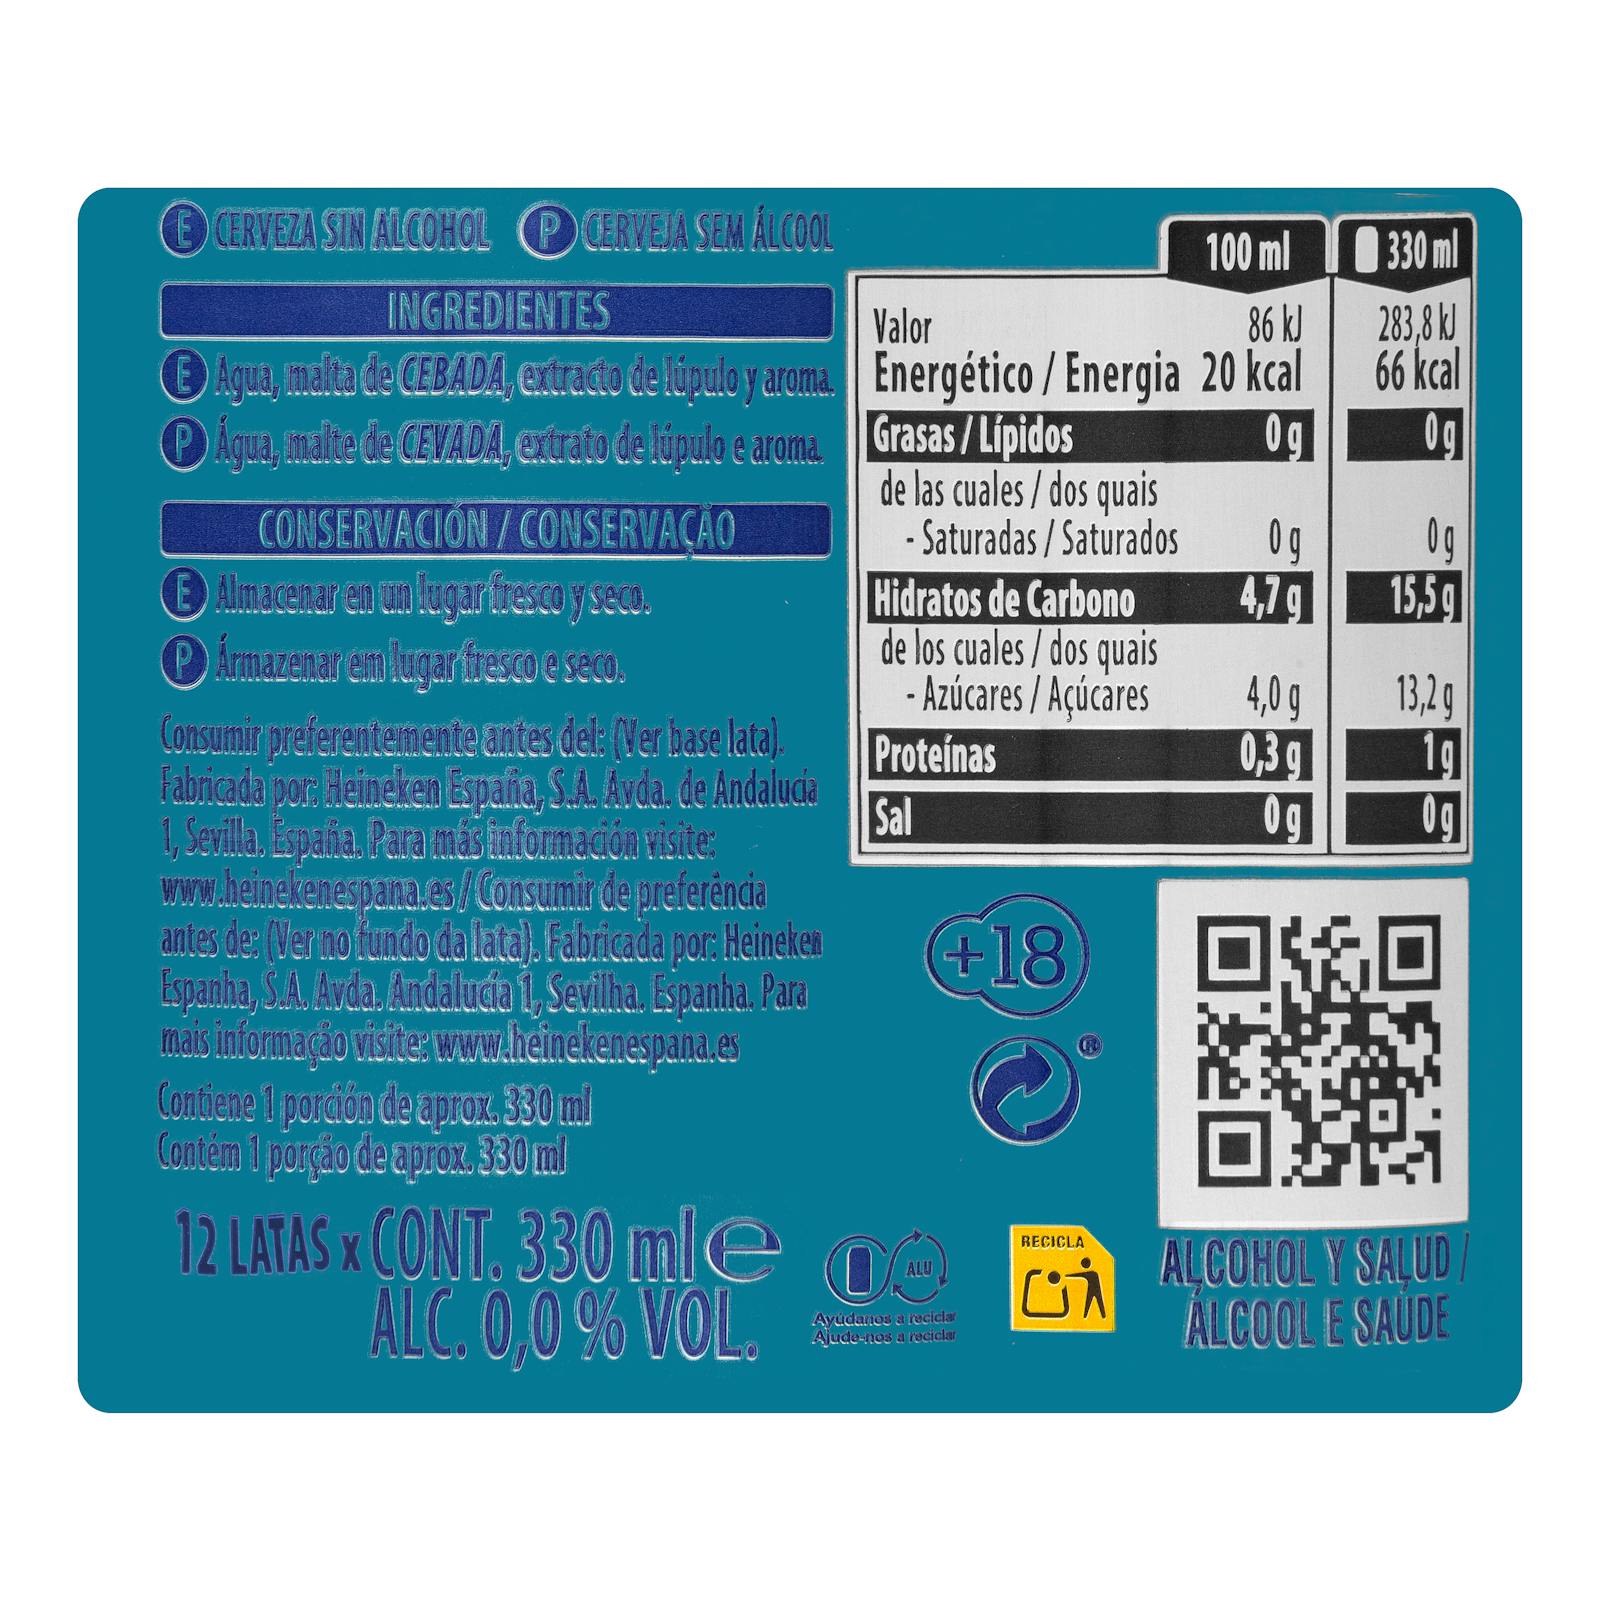 E CERVEZA SIN ALCOHOL P CERVEJA SEM ÁLCOOL
INGREDIENTES
E Agua, malta de CEBADA, extracto de lúpulo y aroma.
P Água, malte de CEVADA, extrato de lúpulo e aroma.
CONSERVACIÓN / CONSERVAÇÃO
E Almacenar en un lugar fresco y seco.
P Armazenar em lugar fresco e seco.
Consumir preferentemente antes del: (Ver base lata).
Fabricada por: Heineken España, S.A. Avda. de Andalucía
1, Sevilla. España. Para más información visite:
www.heinekenespana.es / Consumir de preferência
antes de: (Ver no fundo da lata). Fabricada por: Heineken
Espanha, S.A. Avda. Andalucía 1, Sevilha. Espanha. Para
mais informação visite: www.heinekenespana.es
Contiene 1 porción de aprox. 330 ml
Contém 1 porção de aprox. 330 ml
12 LATAS x CONT. 330 ml e
ALC. 0,0 % VOL.
100 ml 330 ml
Valor 86 kJ 283,8 kJ
Energético / Energia 20 kcal 66 kcal
Grasas / Lípidos 0 g 0 g
de las cuales / dos quais
- Saturadas / Saturados 0 g 0 g
Hidratos de Carbono 4,7 g 15,5 g
de los cuales / dos quais
- Azúcares / Açúcares 4,0 g 13,2 g
Proteínas 0,3 g 1 g
Sal 0 g 0 g
+18
®
ALU
Ayúdanos a reciclar
Ajude-nos a reciclar
RECICLA
ALCOHOL Y SALUD /
ÁLCOOL E SAÚDE